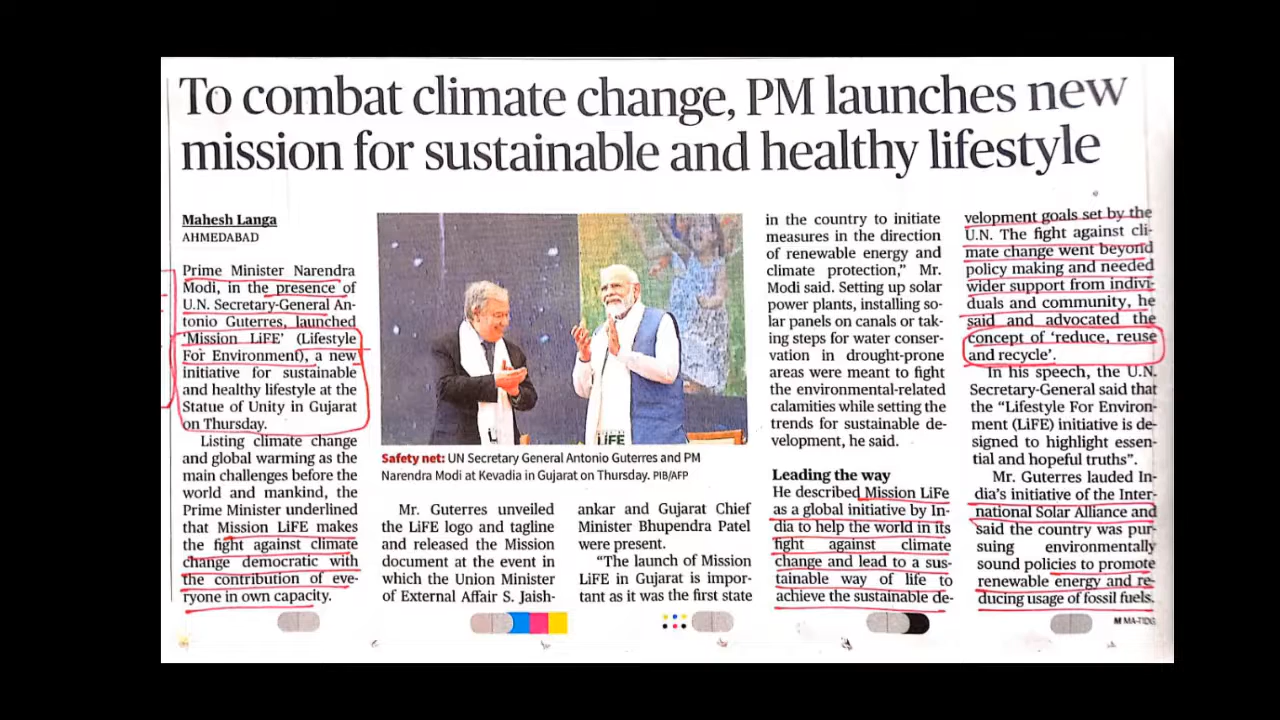 To combat climate change, PM launches new
mission for sustainable and healthy lifestyle
Mahesh Langa
AHMEDABAD
Prime Minister Narendra
Modi, in the presence of
U.N. Secretary-General An-
tonio Guterres, launched
‘Mission LiFE’ (Lifestyle
For Environment), a new
initiative for sustainable
and healthy lifestyle at the
Statue of Unity in Gujarat
on Thursday.
Listing climate change
and global warming as the
main challenges before the
world and mankind, the
Prime Minister underlined
that Mission LiFE makes
the fight against climate
change democratic with
the contribution of eve-
ryone in own capacity.
LiFE
Safety net: UN Secretary General Antonio Guterres and PM
Narendra Modi at Kevadia in Gujarat on Thursday. PIB/AFP
Mr. Guterres unveiled
the LiFE logo and tagline
and released the Mission
document at the event in
which the Union Minister
of External Affair S. Jaish-
ankar and Gujarat Chief
Minister Bhupendra Patel
were present.
“The launch of Mission
LiFE in Gujarat is impor-
tant as it was the first state
in the country to initiate
measures in the direction
of renewable energy and
climate protection,” Mr.
Modi said. Setting up solar
power plants, installing so-
lar panels on canals or tak-
ing steps for water conser-
vation in drought-prone
areas were meant to fight
the environmental-related
calamities while setting the
trends for sustainable de-
velopment, he said.
Leading the way
He described Mission LiFe
as a global initiative by In-
dia to help the world in its
fight against climate
change and lead to a sus-
tainable way of life to
achieve the sustainable de-
velopment goals set by the
U.N. The fight against cli-
mate change went beyond
policy making and needed
wider support from indivi-
duals and community, he
said and advocated the
concept of ‘reduce, reuse
and recycle’.
In his speech, the U.N.
Secretary-General said that
the “Lifestyle For Environ-
ment (LiFE) initiative is de-
signed to highlight essen-
tial and hopeful truths”.
Mr. Guterres lauded In-
dia’s initiative of the Inter-
national Solar Alliance and
said the country was pur-
suing environmentally
sound policies to promote
renewable energy and re-
ducing usage of fossil fuels.